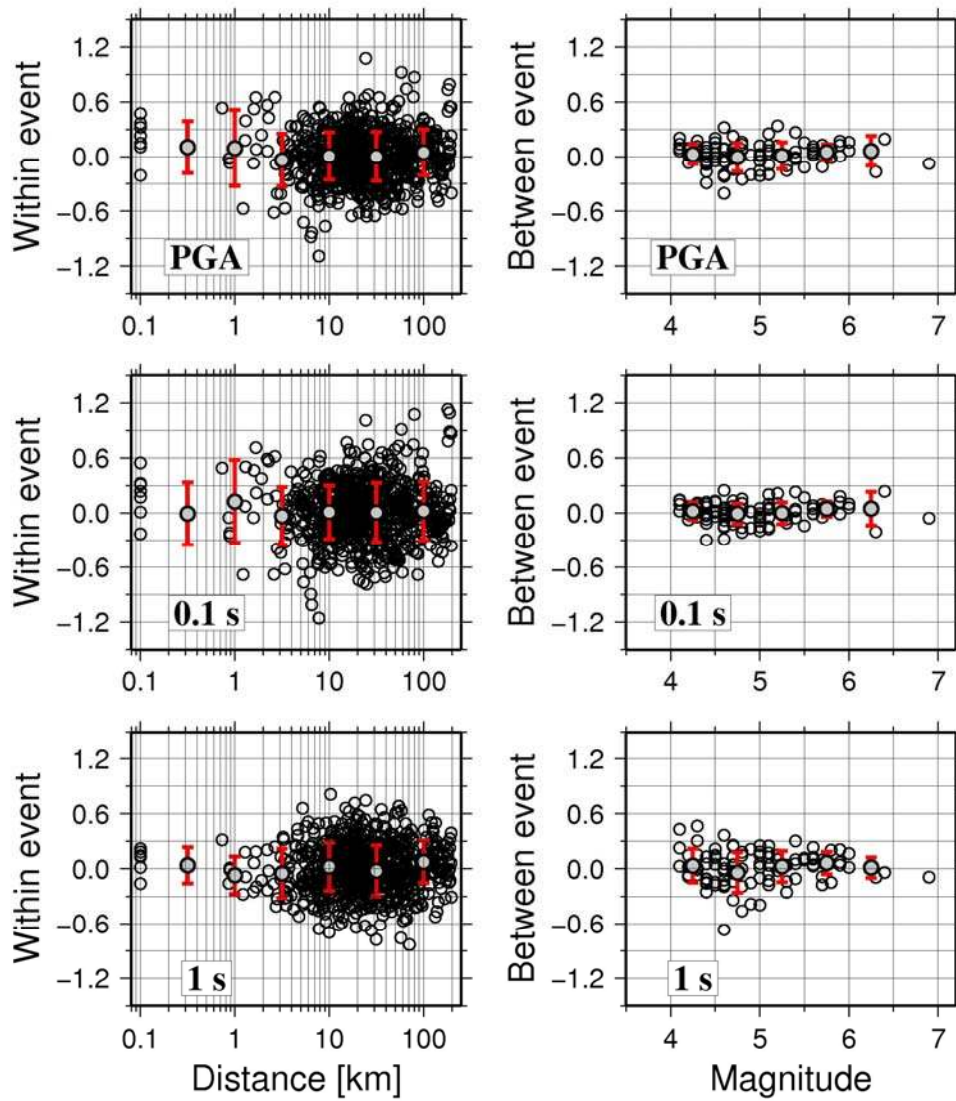 1.2
0.6
0.0
−0.6
−1.2
Within event
PGA
0.1 1 10 100
1.2
0.6
0.0
−0.6
−1.2
Between event
PGA
4 5 6 7
1.2
0.6
0.0
−0.6
−1.2
Within event
0.1 s
0.1 1 10 100
1.2
0.6
0.0
−0.6
−1.2
Between event
0.1 s
4 5 6 7
1.2
0.6
0.0
−0.6
−1.2
Within event
1 s
0.1 1 10 100
Distance [km]
1.2
0.6
0.0
−0.6
−1.2
Between event
1 s
4 5 6 7
Magnitude